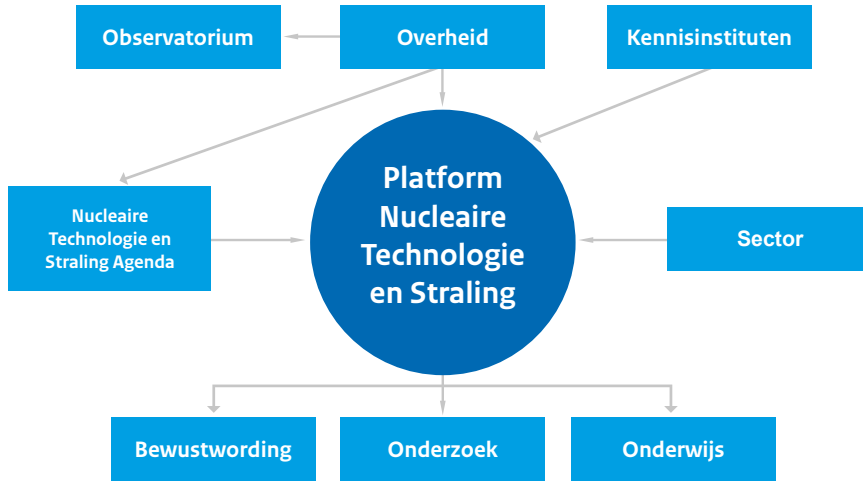 Observatorium
Overheid
Kennisinstituten
Platform
Nucleaire
Technologie
en Straling
Nucleaire
Technologie en
Straling Agenda
Sector
Bewustwording
Onderzoek
Onderwijs